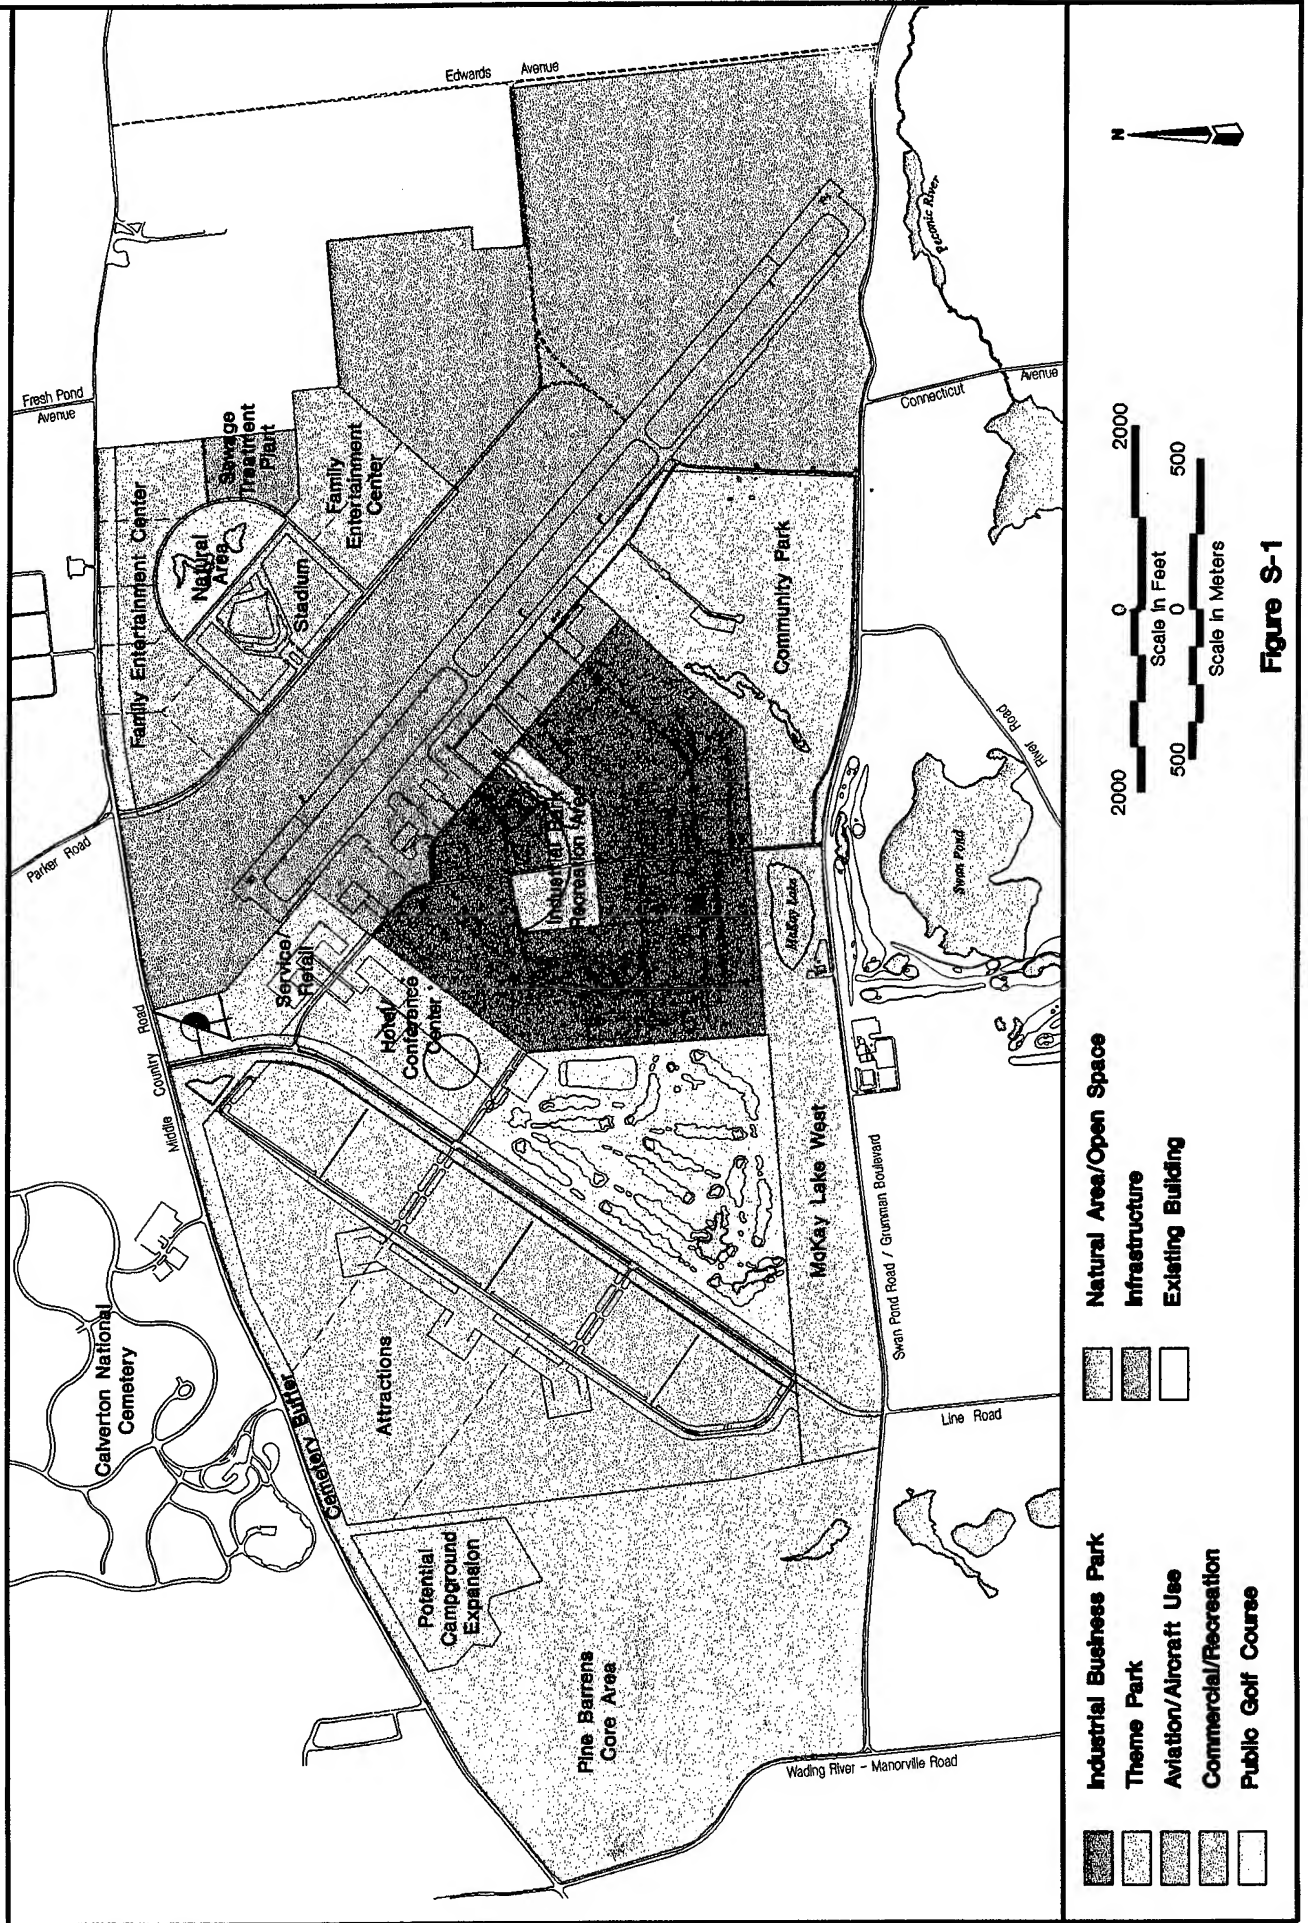 Edwards
Avenue
Fresh Pond
Avenue
Parker Road
Middle
County
Road
Calverton National
Cemetery
Cemetery Buffer
Family Entertainment Center
Sewage
Treatment
Plant
Natural
Area
Stadium
Family
Entertainment
Center
Service/
Retail
Hotel/
Conference
Center
Attractions
Potential
Campground
Expansion
Pine Barrens
Core Area
Industrial Park
Recreation Area
Community Park
McKay Lake
McKay Lake West
Swan Pond Road / Grumman Boulevard
Wading River - Manorville Road
Line Road
Swan Pond
River Road
Connecticut
Avenue
Peconic River
Industrial Business Park
Theme Park
Aviation/Aircraft Use
Commercial/Recreation
Public Golf Course
Natural Area/Open Space
Infrastructure
Existing Building
2000
0
2000
Scale in Feet
500
0
500
Scale in Meters
N
Figure S-1